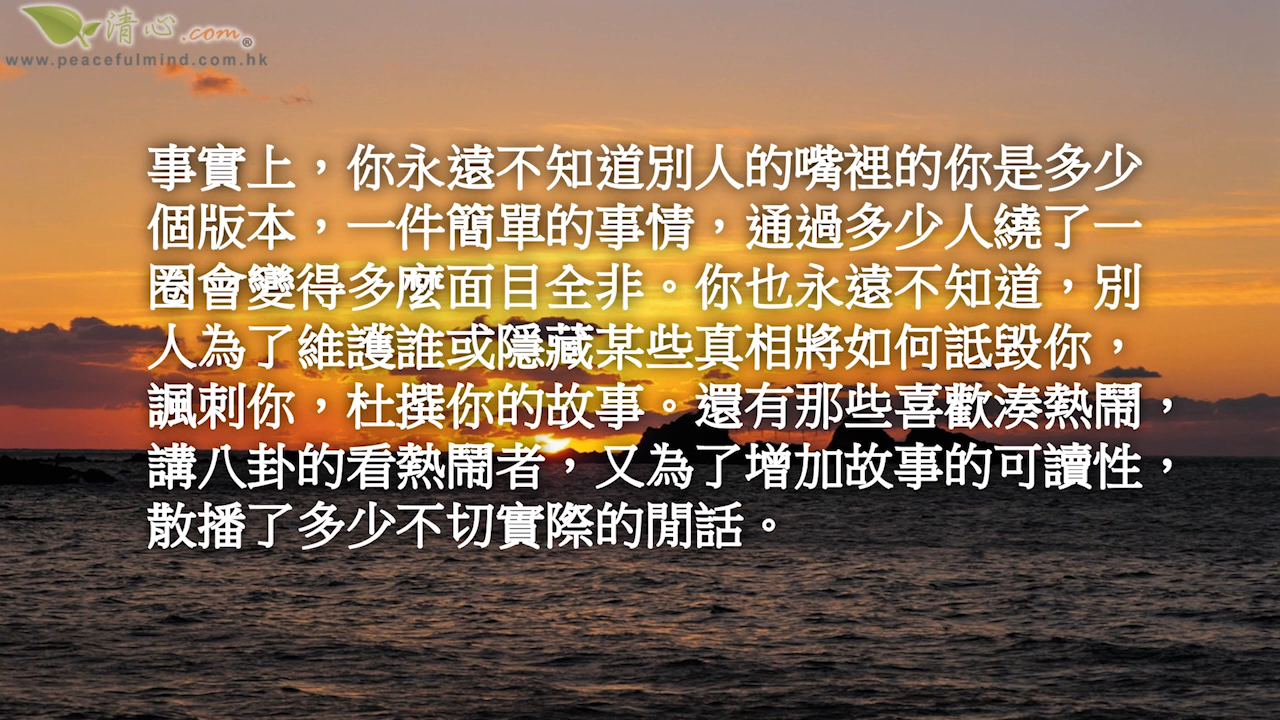 清心.com®
www.peacefulmind.com.hk
事實上，你永遠不知道別人的嘴裡的你是多少
個版本，一件簡單的事情，通過多少人繞了一
圈會變得多麼面目全非。你也永遠不知道，別
人為了維護誰或隱藏某些真相將如何詆毀你，
諷刺你，杜撰你的故事。還有那些喜歡湊熱鬧，
講八卦的看熱鬧者，又為了增加故事的可讀性，
散播了多少不切實際的閒話。